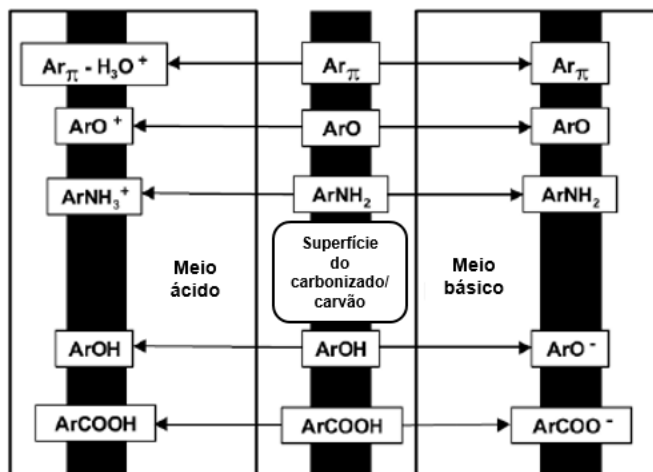 Arπ - H₃O⁺ Arπ Arπ
ArO⁺ ArO ArO
ArNH₃⁺ ArNH₂ ArNH₂
Superfície
do
carbonizado/
carvão
Meio
ácido
Meio
básico
ArOH ArOH ArO⁻
ArCOOH ArCOOH ArCOO⁻